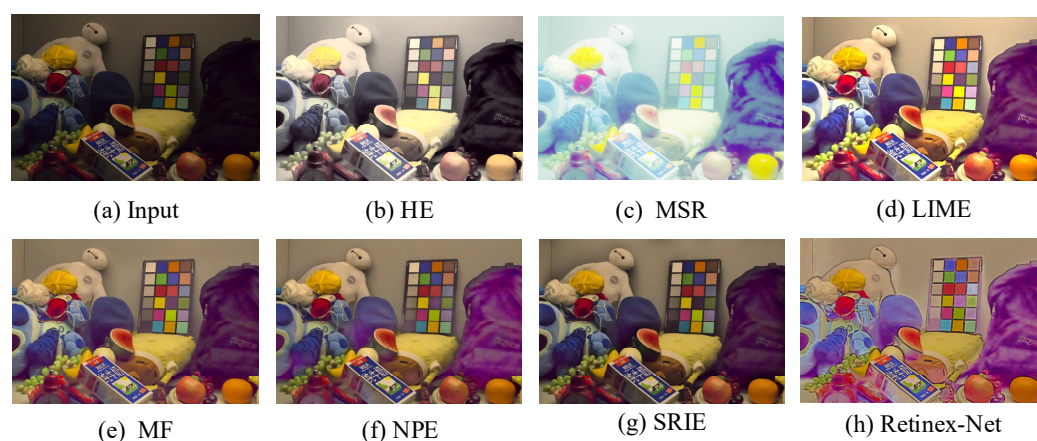 (a) Input
(b) HE
(c) MSR
(d) LIME
(e) MF
(f) NPE
(g) SRIE
(h) Retinex-Net